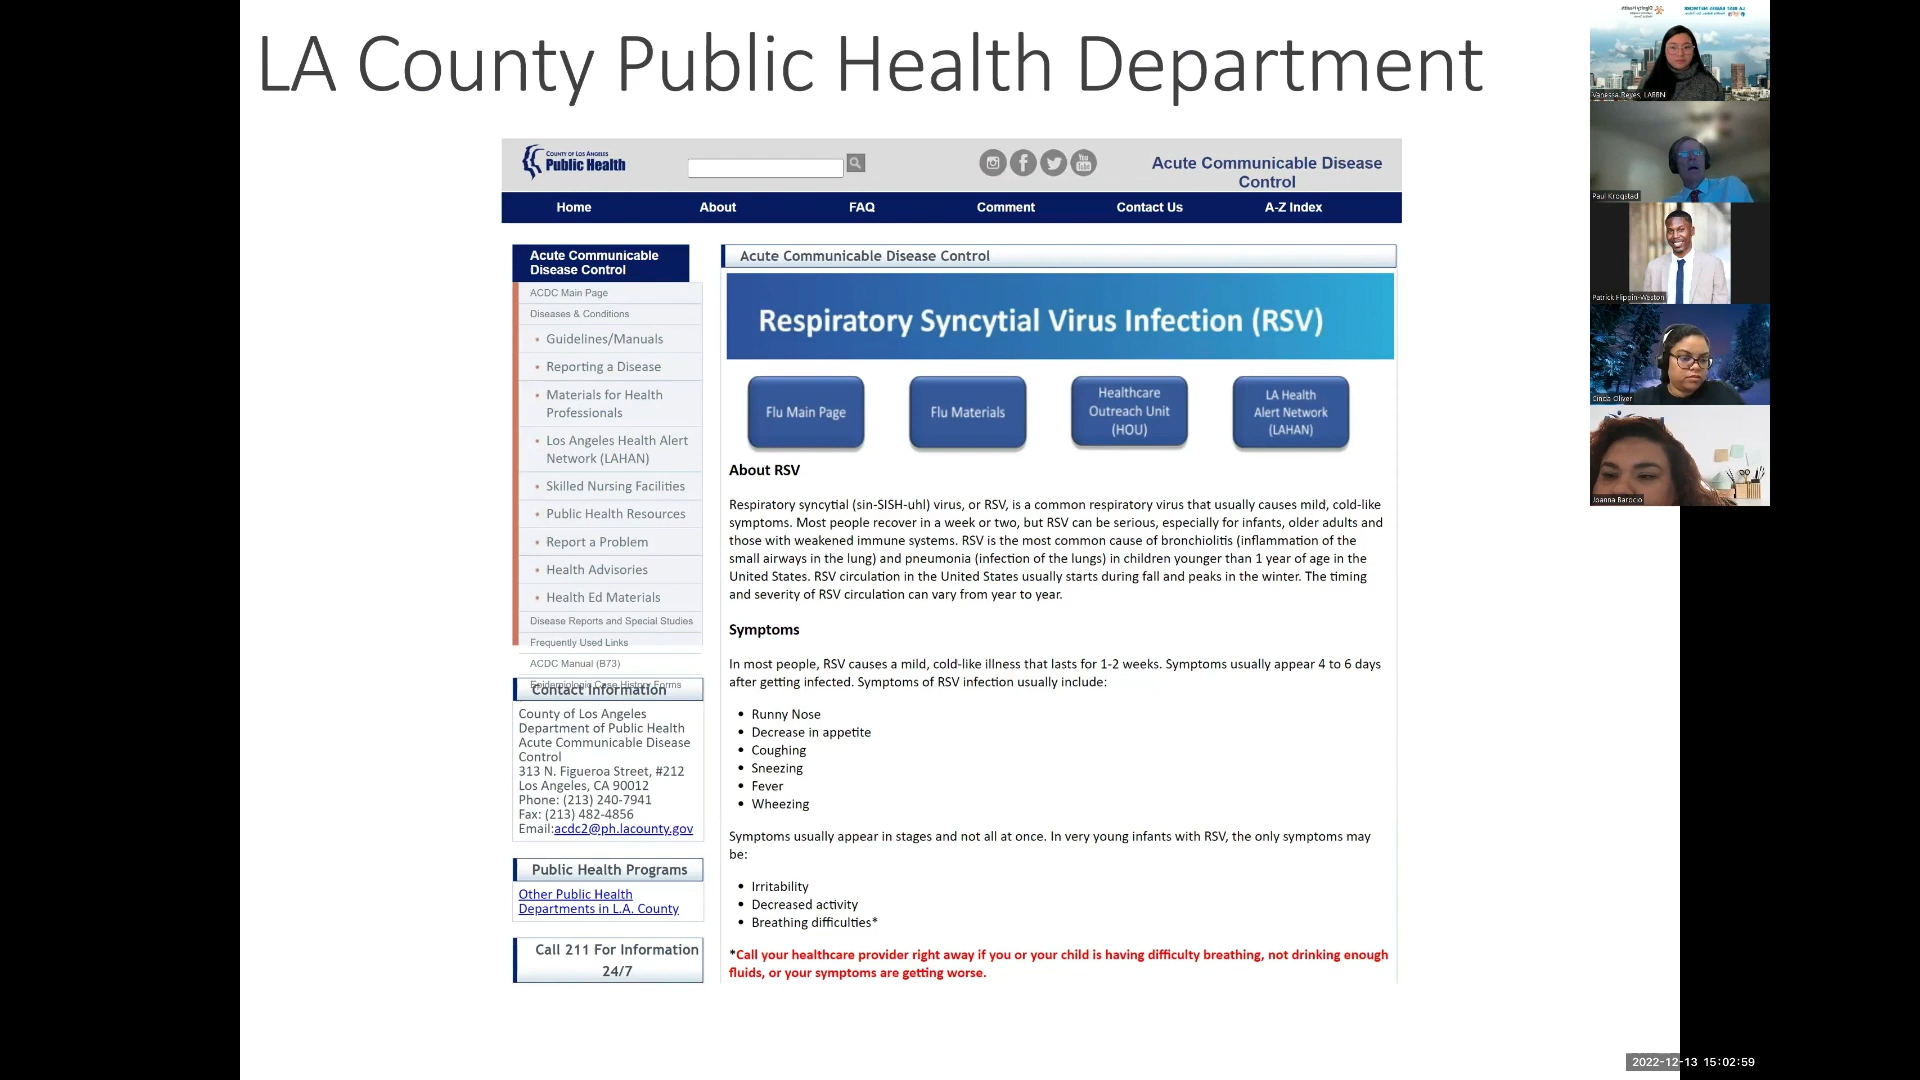 LA County Public Health Department
COUNTY OF LOS ANGELES
Public Health
Acute Communicable Disease
Control
Home About FAQ Comment Contact Us A-Z Index
Acute Communicable
Disease Control
ACDC Main Page
Diseases & Conditions
Guidelines/Manuals
Reporting a Disease
Materials for Health
Professionals
Los Angeles Health Alert
Network (LAHAN)
Skilled Nursing Facilities
Public Health Resources
Report a Problem
Health Advisories
Health Ed Materials
Disease Reports and Special Studies
Frequently Used Links
ACDC Manual (B73)
Epidemiologic Case History Forms
Contact Information
County of Los Angeles
Department of Public Health
Acute Communicable Disease
Control
313 N. Figueroa Street, #212
Los Angeles, CA 90012
Phone: (213) 240-7941
Fax: (213) 482-4856
Email:acdc2@ph.lacounty.gov
Public Health Programs
Other Public Health
Departments in L.A. County
Call 211 For Information
24/7
Acute Communicable Disease Control
Respiratory Syncytial Virus Infection (RSV)
Flu Main Page
Flu Materials
Healthcare
Outreach Unit
(HOU)
LA Health
Alert Network
(LAHAN)
About RSV
Respiratory syncytial (sin-SISH-uhl) virus, or RSV, is a common respiratory virus that usually causes mild, cold-like
symptoms. Most people recover in a week or two, but RSV can be serious, especially for infants, older adults and
those with weakened immune systems. RSV is the most common cause of bronchiolitis (inflammation of the
small airways in the lung) and pneumonia (infection of the lungs) in children younger than 1 year of age in the
United States. RSV circulation in the United States usually starts during fall and peaks in the winter. The timing
and severity of RSV circulation can vary from year to year.
Symptoms
In most people, RSV causes a mild, cold-like illness that lasts for 1-2 weeks. Symptoms usually appear 4 to 6 days
after getting infected. Symptoms of RSV infection usually include:
• Runny Nose
• Decrease in appetite
• Coughing
• Sneezing
• Fever
• Wheezing
Symptoms usually appear in stages and not all at once. In very young infants with RSV, the only symptoms may
be:
• Irritability
• Decreased activity
• Breathing difficulties*
*Call your healthcare provider right away if you or your child is having difficulty breathing, not drinking enough
fluids, or your symptoms are getting worse.
Vanessa Reyes, LABBN
Paul Krogstad
Patrick Flippin-Weston
Cinda Oliver
Joanna Barocio
2022-12-13 15:02:59